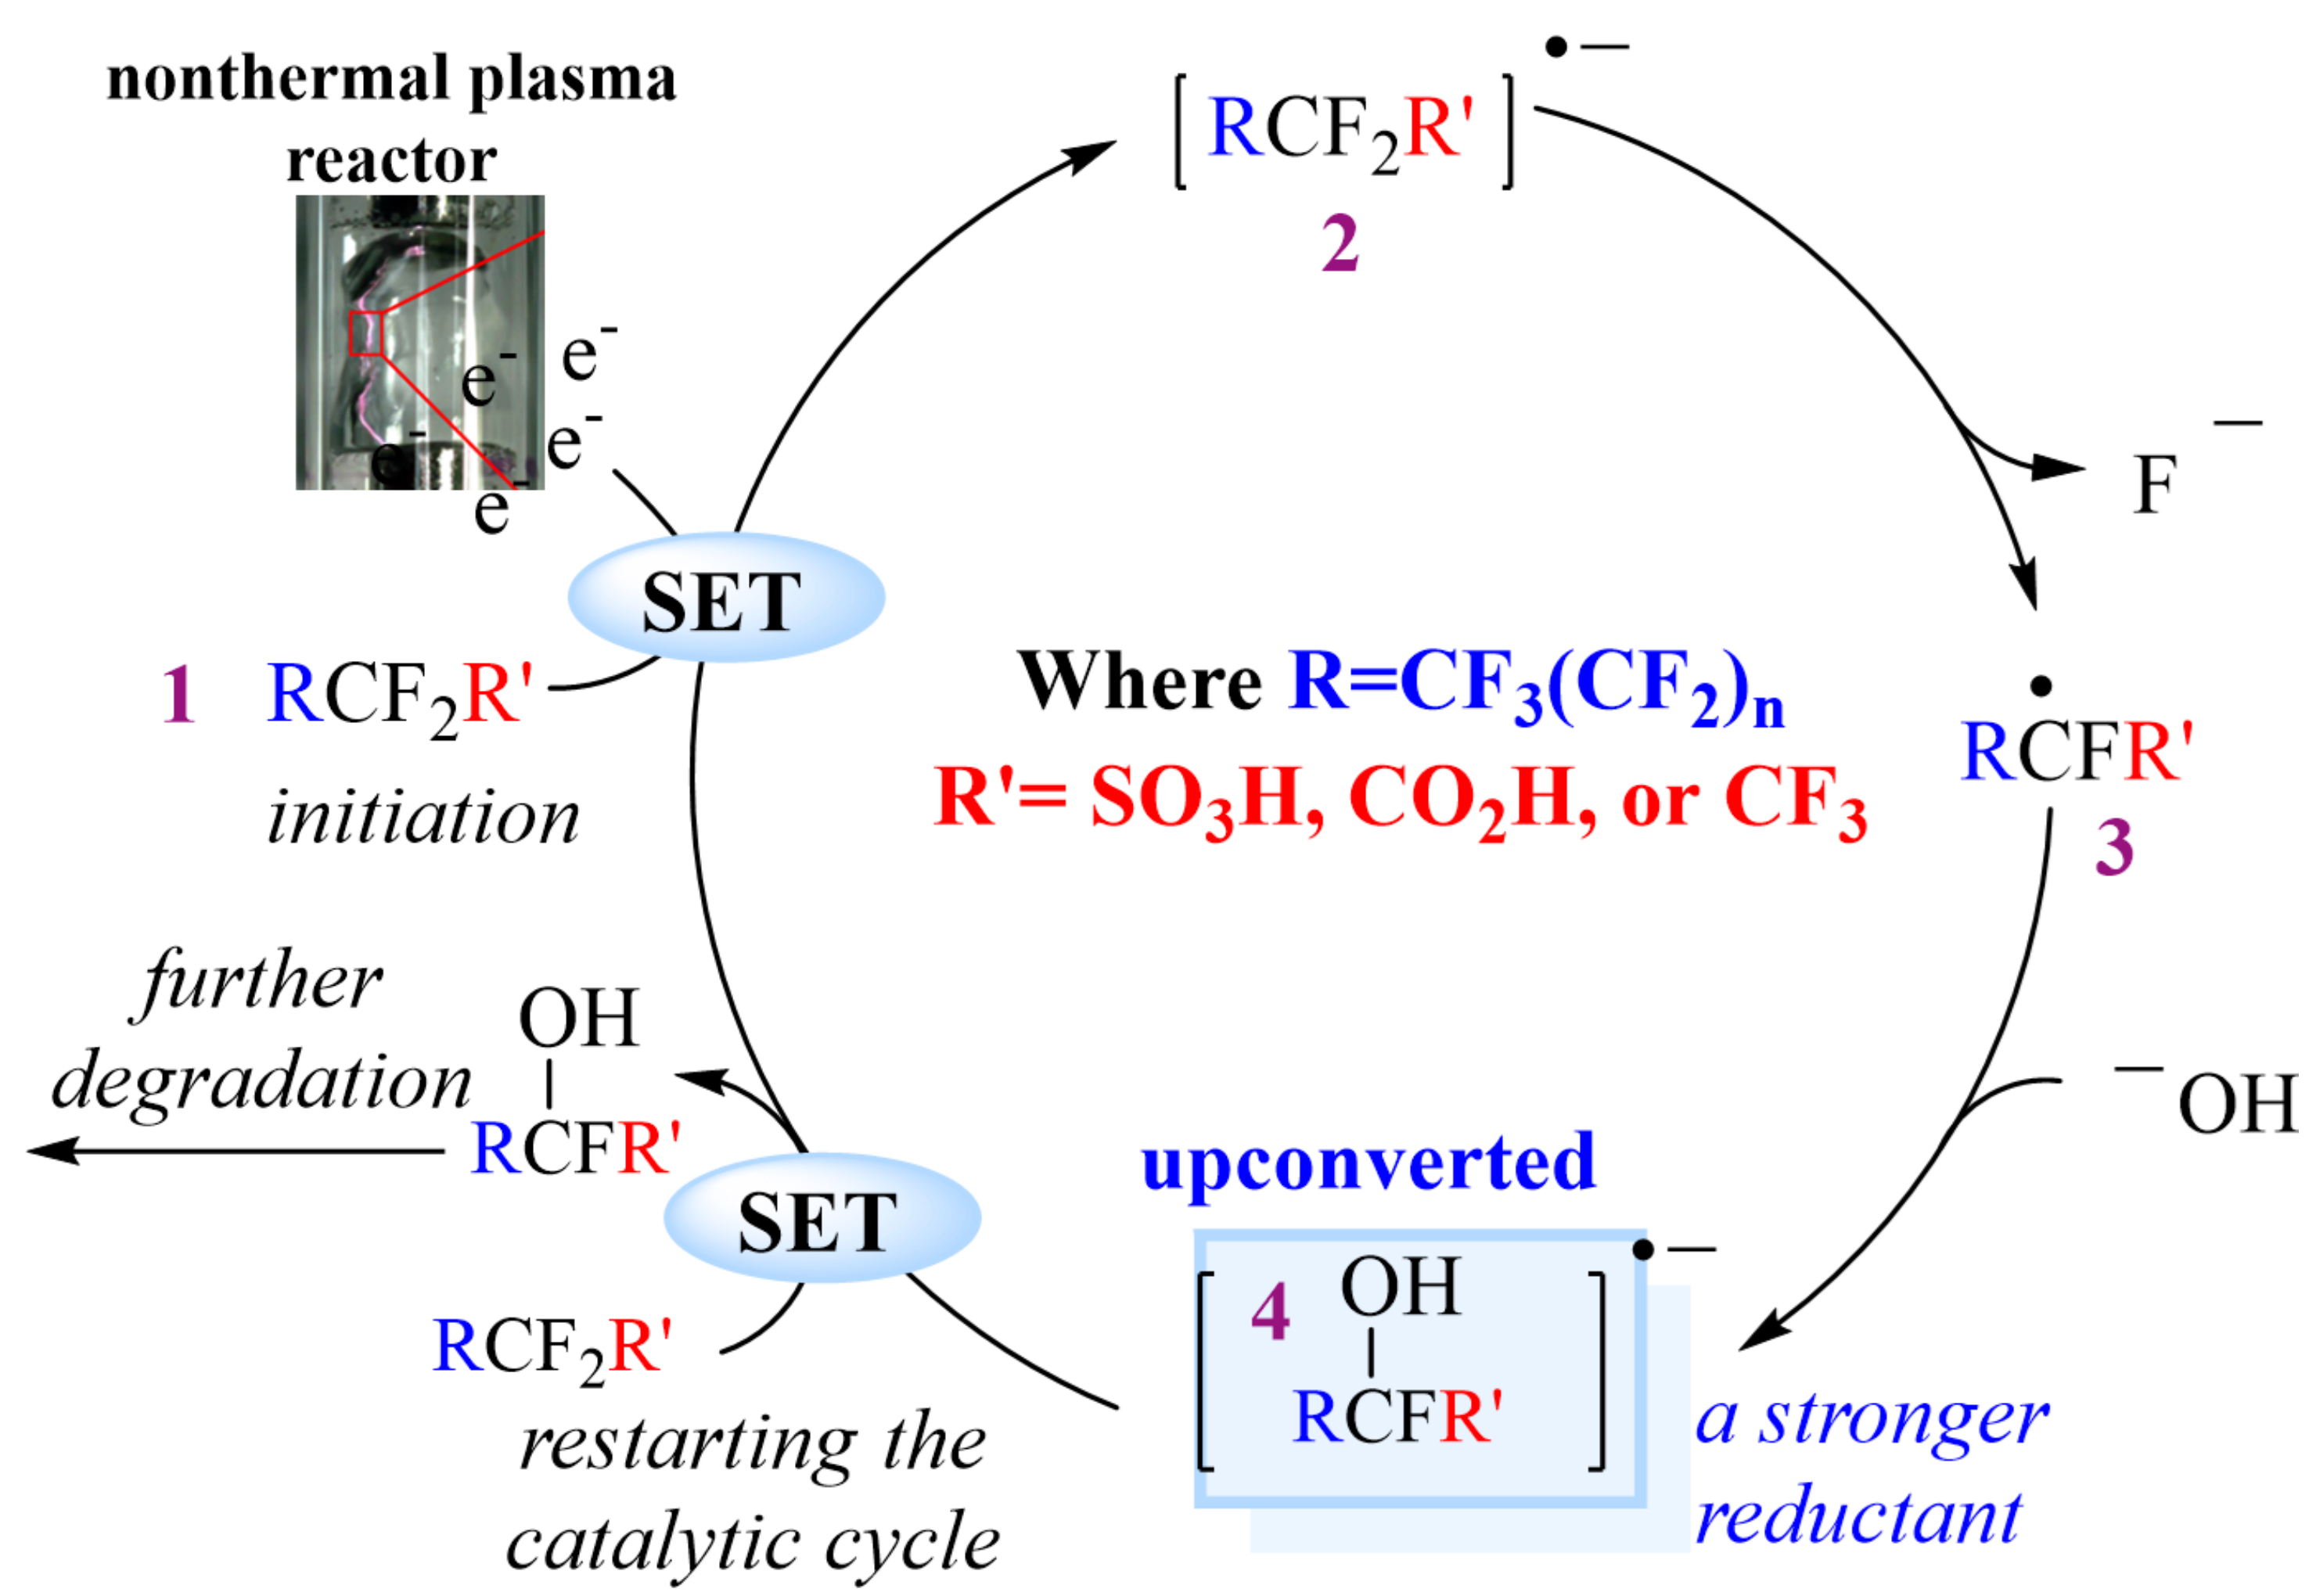 nonthermal plasma
reactor
e-
e-
e-
e-
e-
SET
1 RCF2R'
initiation
[ RCF2R' ] •−
2
F −
Where R=CF3(CF2)n
R'= SO3H, CO2H, or CF3
•
RCFR'
3
−OH
upconverted
•−
4 OH
RCFR'
a stronger
reductant
SET
RCF2R'
restarting the
catalytic cycle
OH
RCFR'
further
degradation